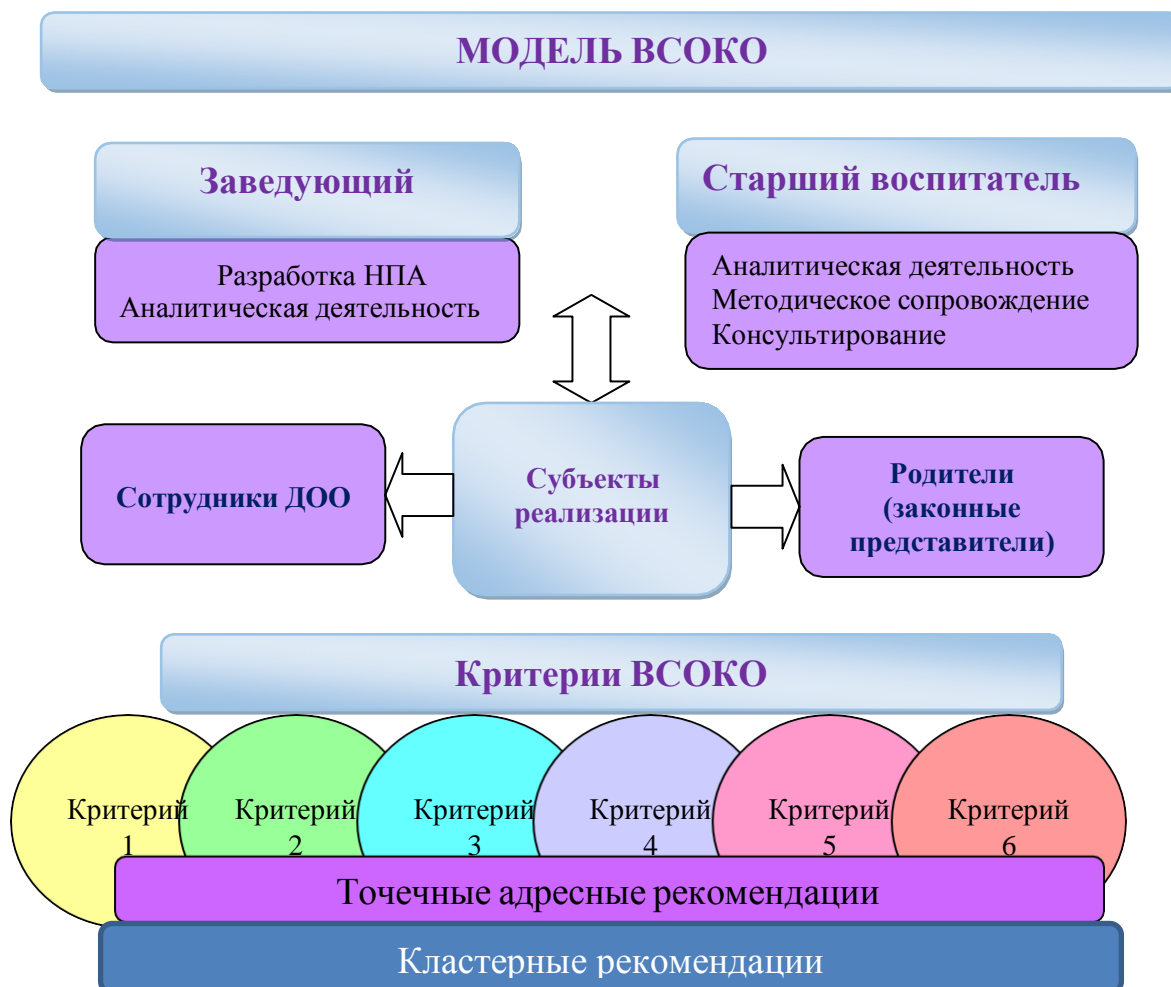 МОДЕЛЬ ВСОКО
Заведующий
Разработка НПА
Аналитическая деятельность
Старший воспитатель
Аналитическая деятельность
Методическое сопровождение
Консультирование
Сотрудники ДОО
Субъекты
реализации
Родители
(законные
представители)
Критерии ВСОКО
Критерий
1
Критерий
2
Критерий
3
Критерий
4
Критерий
5
Критерий
6
Точечные адресные рекомендации
Кластерные рекомендации